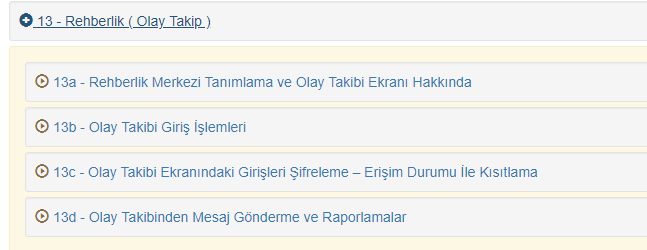 13 - Rehberlik ( Olay Takip )
13a - Rehberlik Merkezi Tanımlama ve Olay Takibi Ekranı Hakkında
13b - Olay Takibi Giriş İşlemleri
13c - Olay Takibi Ekranındaki Girişleri Şifreleme – Erişim Durumu İle Kısıtlama
13d - Olay Takibinden Mesaj Gönderme ve Raporlamalar